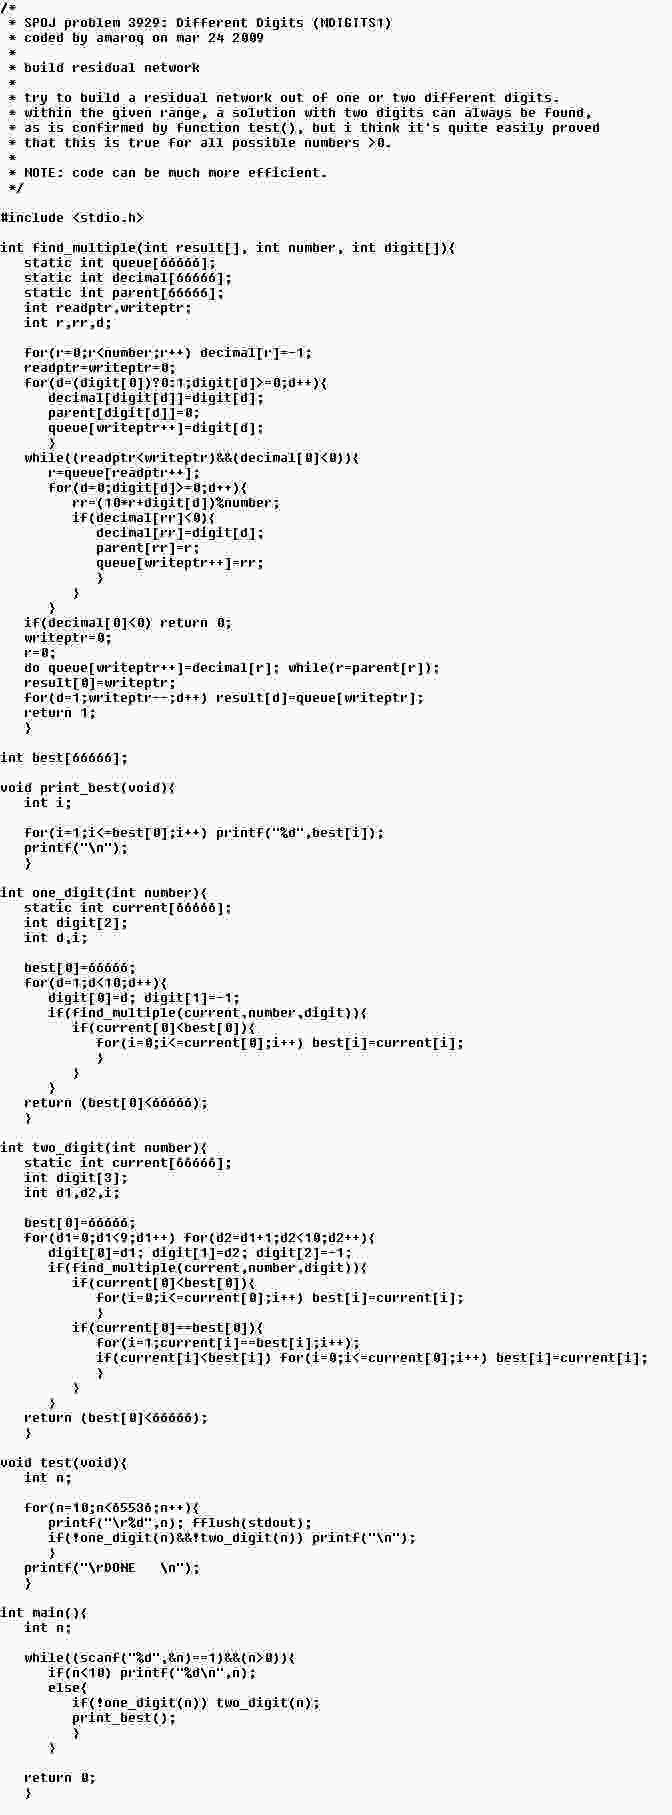 /*
 * SPOJ problem 3929: Different Digits (MDIGITS1)
 * coded by amaroq on mar 24 2009
 *
 * build residual network
 *
 * try to build a residual network out of one or two different digits.
 * within the given range, a solution with two digits can always be found,
 * as is confirmed by function test(), but i think it's quite easily proved
 * that this is true for all possible numbers >0.
 *
 * NOTE: code can be much more efficient.
 */

#include <stdio.h>

int find_multiple(int result[], int number, int digit[]){
   static int queue[66666];
   static int decimal[66666];
   static int parent[66666];
   int readptr,writeptr;
   int r,rr,d;

   for(r=0;r<number;r++) decimal[r]=-1;
   readptr=writeptr=0;
   for(d=(digit[0])?0:1;digit[d]>=0;d++){
      decimal[digit[d]]=digit[d];
      parent[digit[d]]=0;
      queue[writeptr++]=digit[d];
      }
   while((readptr<writeptr)&&(decimal[0]<0)){
      r=queue[readptr++];
      for(d=0;digit[d]>=0;d++){
         rr=(10*r+digit[d])%number;
         if(decimal[rr]<0){
            decimal[rr]=digit[d];
            parent[rr]=r;
            queue[writeptr++]=rr;
            }
         }
      }
   if(decimal[0]<0) return 0;
   writeptr=0;
   r=0;
   do queue[writeptr++]=decimal[r]; while(r=parent[r]);
   result[0]=writeptr;
   for(d=1;writeptr--;d++) result[d]=queue[writeptr];
   return 1;
   }

int best[66666];

void print_best(void){
   int i;

   for(i=1;i<=best[0];i++) printf("%d",best[i]);
   printf("\n");
   }

int one_digit(int number){
   static int current[66666];
   int digit[2];
   int d,i;

   best[0]=66666;
   for(d=1;d<10;d++){
      digit[0]=d; digit[1]=-1;
      if(find_multiple(current,number,digit)){
         if(current[0]<best[0]){
            for(i=0;i<=current[0];i++) best[i]=current[i];
            }
         }
      }
   return (best[0]<66666);
   }

int two_digit(int number){
   static int current[66666];
   int digit[3];
   int d1,d2,i;

   best[0]=66666;
   for(d1=0;d1<9;d1++) for(d2=d1+1;d2<10;d2++){
      digit[0]=d1; digit[1]=d2; digit[2]=-1;
      if(find_multiple(current,number,digit)){
         if(current[0]<best[0]){
            for(i=0;i<=current[0];i++) best[i]=current[i];
            }
         if(current[0]==best[0]){
            for(i=1;current[i]==best[i];i++);
            if(current[i]<best[i]) for(i=0;i<=current[0];i++) best[i]=current[i];
            }
         }
      }
   return (best[0]<66666);
   }

void test(void){
   int n;

   for(n=10;n<65536;n++){
      printf("\r%d",n); fflush(stdout);
      if(!one_digit(n)&&!two_digit(n)) printf("\n");
      }
   printf("\rDONE   \n");
   }

int main(){
   int n;

   while((scanf("%d",&n)==1)&&(n>0)){
      if(n<10) printf("%d\n",n);
      else{
         if(!one_digit(n)) two_digit(n);
         print_best();
         }
      }

   return 0;
   }